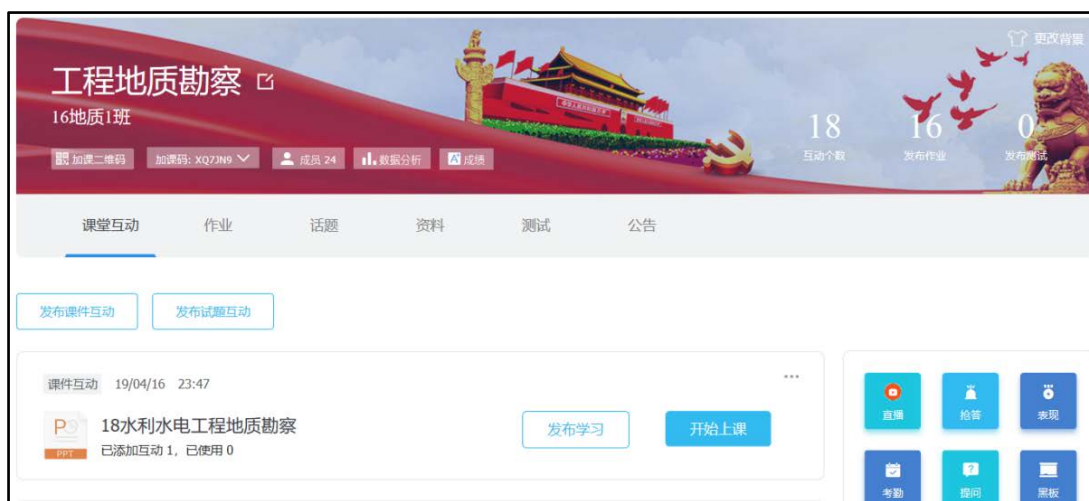 更改背景
工程地质勘察
16地质1班
18 16 0
互动个数 发布作业 发布测试
加课二维码 加课码: XQ7JN9 成员 24 数据分析 A⁺ 成绩
课堂互动 作业 话题 资料 测试 公告
发布课件互动 发布试题互动
课件互动 19/04/16 23:47 ...
18水利水电工程地质勘察
已添加互动 1，已使用 0
P
PPT
发布学习 开始上课
直播 抢答 表现
考勤 提问 黑板